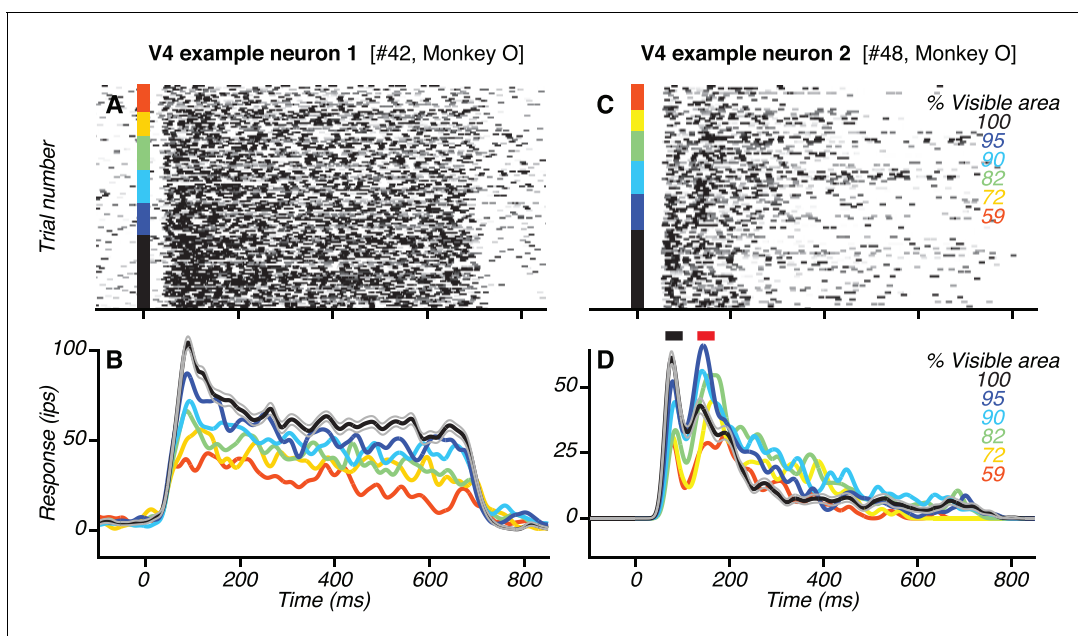 V4 example neuron 1 [#42, Monkey O]
V4 example neuron 2 [#48, Monkey O]
A
Trial number
C
% Visible area
100
95
90
82
72
59
B
100
50
0
Response (ips)
0
200
400
600
800
Time (ms)
D
50
25
0
% Visible area
100
95
90
82
72
59
0
200
400
600
800
Time (ms)